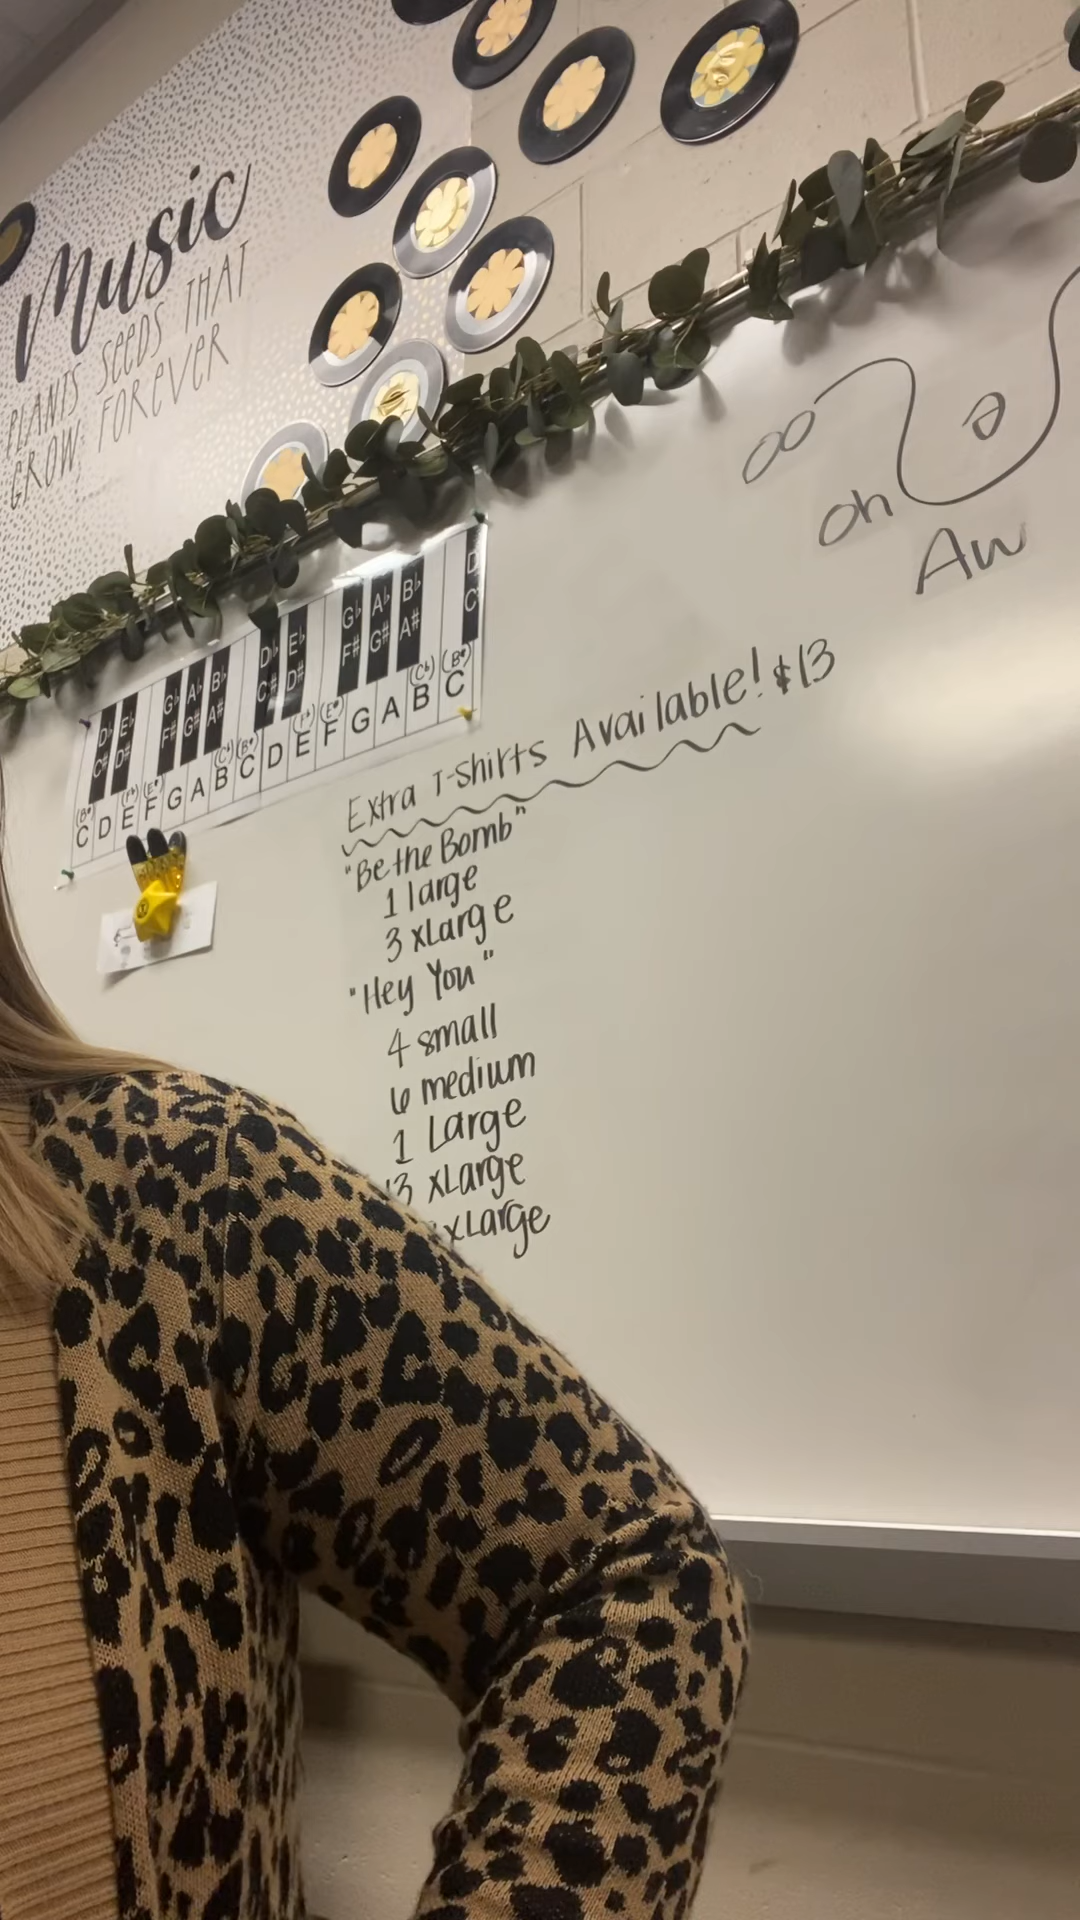 Music
PLANTS SEEDS THAT
GROW FOREVER
oo
oh
a
Aw
D♭ E♭ G♭ A♭ B♭ D♭ E♭ G♭ A♭ B♭ D
C# D# F# G# A# C# D# F# G# A# C
(B#) (F♭) (E#) (C♭) (B#) (F♭) (E#) (C♭) (B#)
C D E F G A B C D E F G A B C
Extra T-Shirts Available! $13
"Be the Bomb"
1 large
3 xLarge
"Hey You"
4 small
6 medium
1 Large
13 xLarge
xLarge